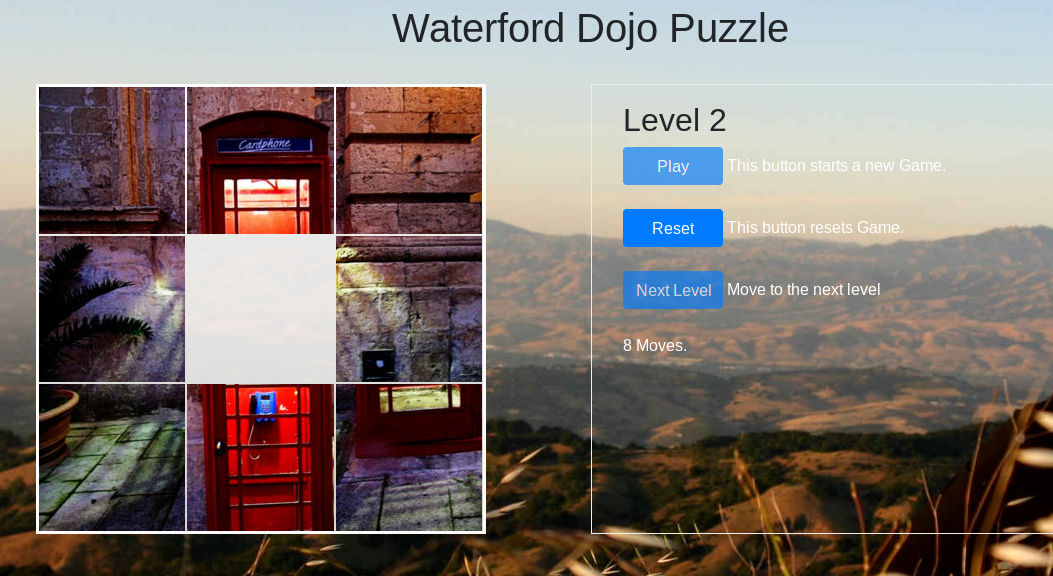 Waterford Dojo Puzzle
Cardphone
Level 2
Play This button starts a new Game.
Reset This button resets Game.
Next Level Move to the next level
8 Moves.